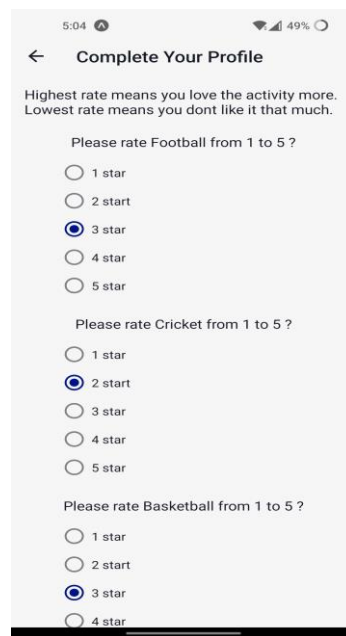 5:04
49%
Complete Your Profile
Highest rate means you love the activity more.
Lowest rate means you dont like it that much.
Please rate Football from 1 to 5 ?
1 star
2 start
3 star
4 star
5 star
Please rate Cricket from 1 to 5 ?
1 star
2 start
3 star
4 star
5 star
Please rate Basketball from 1 to 5 ?
1 star
2 start
3 star
4 star